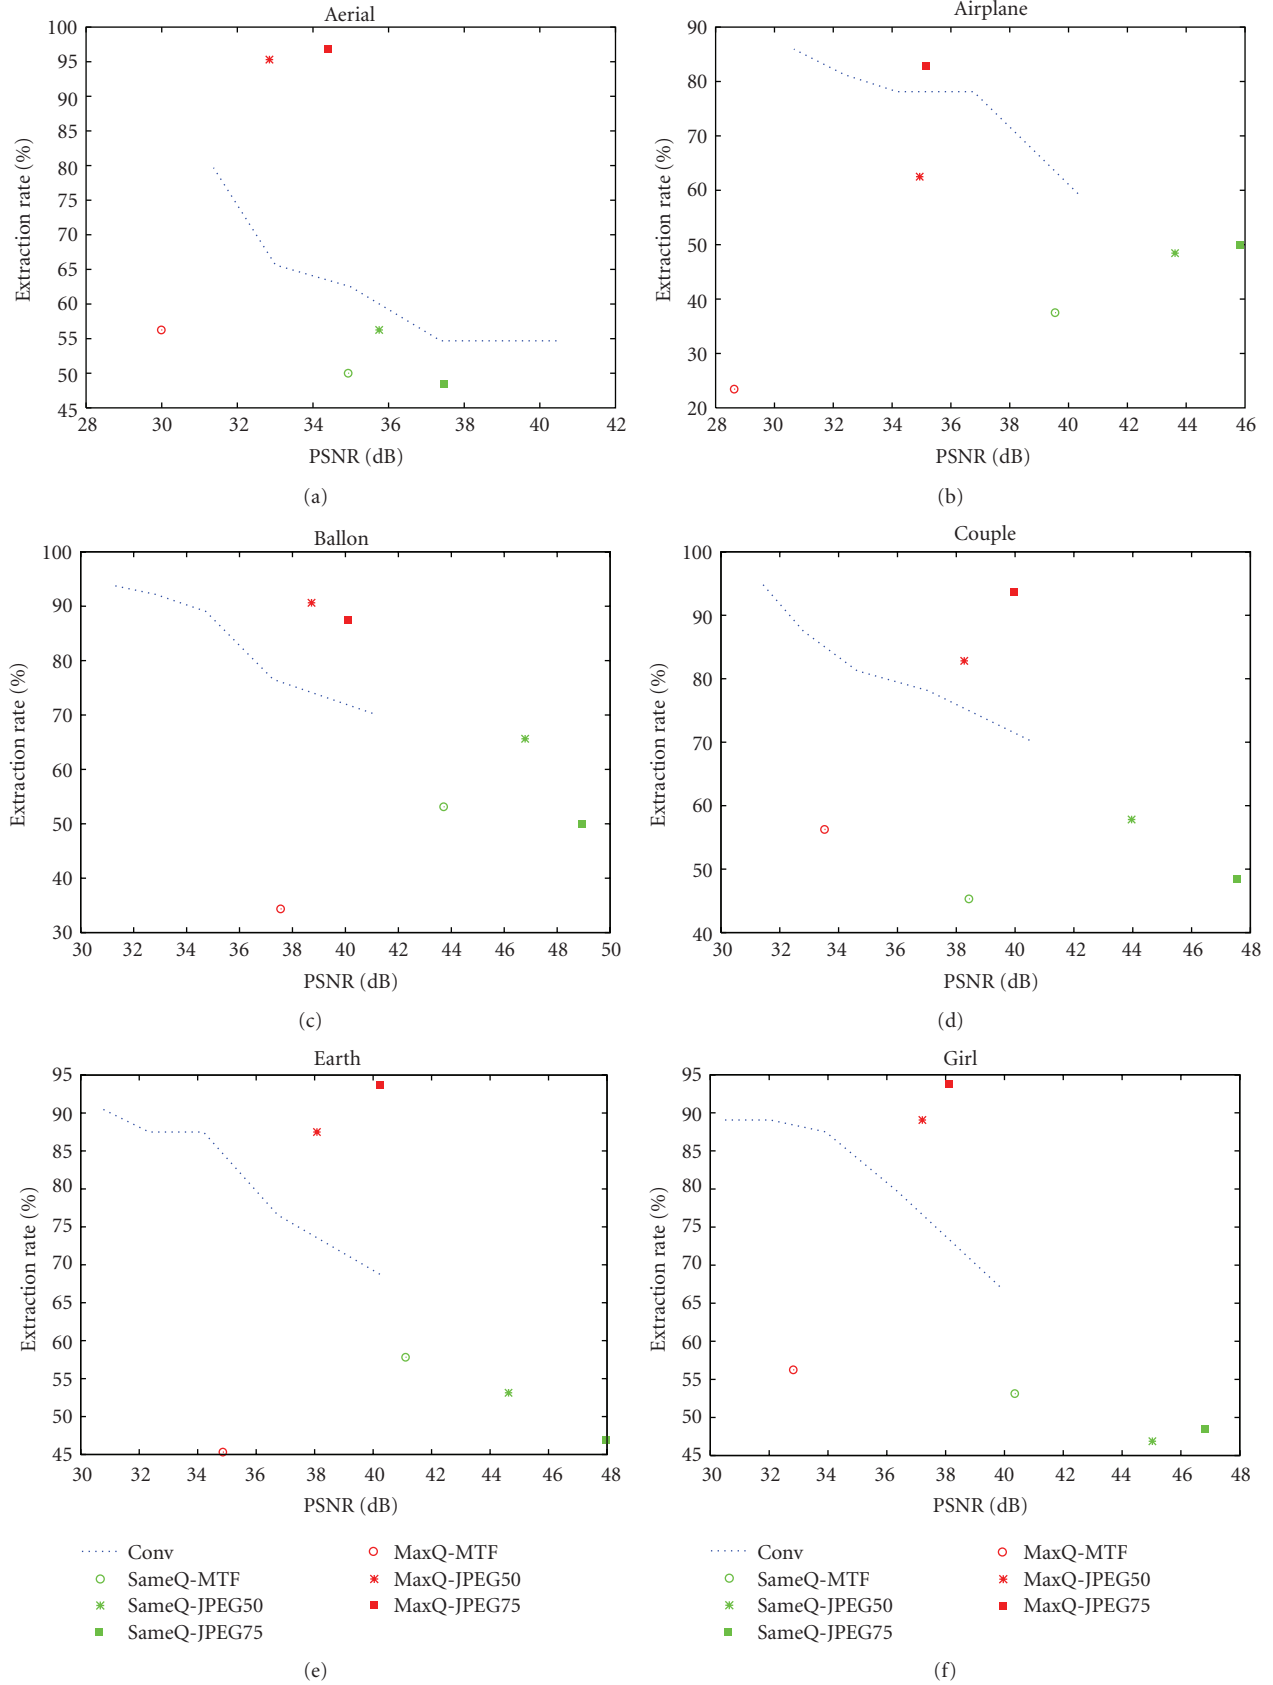 Aerial
100
95
90
85
80
75
70
65
60
55
50
45
28 30 32 34 36 38 40 42
Extraction rate (%)
PSNR (dB)
(a)
Airplane
90
80
70
60
50
40
30
20
28 30 32 34 36 38 40 42 44 46
Extraction rate (%)
PSNR (dB)
(b)
Ballon
100
90
80
70
60
50
40
30
30 32 34 36 38 40 42 44 46 48 50
Extraction rate (%)
PSNR (dB)
(c)
Couple
100
90
80
70
60
50
40
30 32 34 36 38 40 42 44 46 48
Extraction rate (%)
PSNR (dB)
(d)
Earth
95
90
85
80
75
70
65
60
55
50
45
30 32 34 36 38 40 42 44 46 48
Extraction rate (%)
PSNR (dB)
Conv
SameQ-MTF
SameQ-JPEG50
SameQ-JPEG75
MaxQ-MTF
MaxQ-JPEG50
MaxQ-JPEG75
(e)
Girl
95
90
85
80
75
70
65
60
55
50
45
30 32 34 36 38 40 42 44 46 48
Extraction rate (%)
PSNR (dB)
Conv
SameQ-MTF
SameQ-JPEG50
SameQ-JPEG75
MaxQ-MTF
MaxQ-JPEG50
MaxQ-JPEG75
(f)